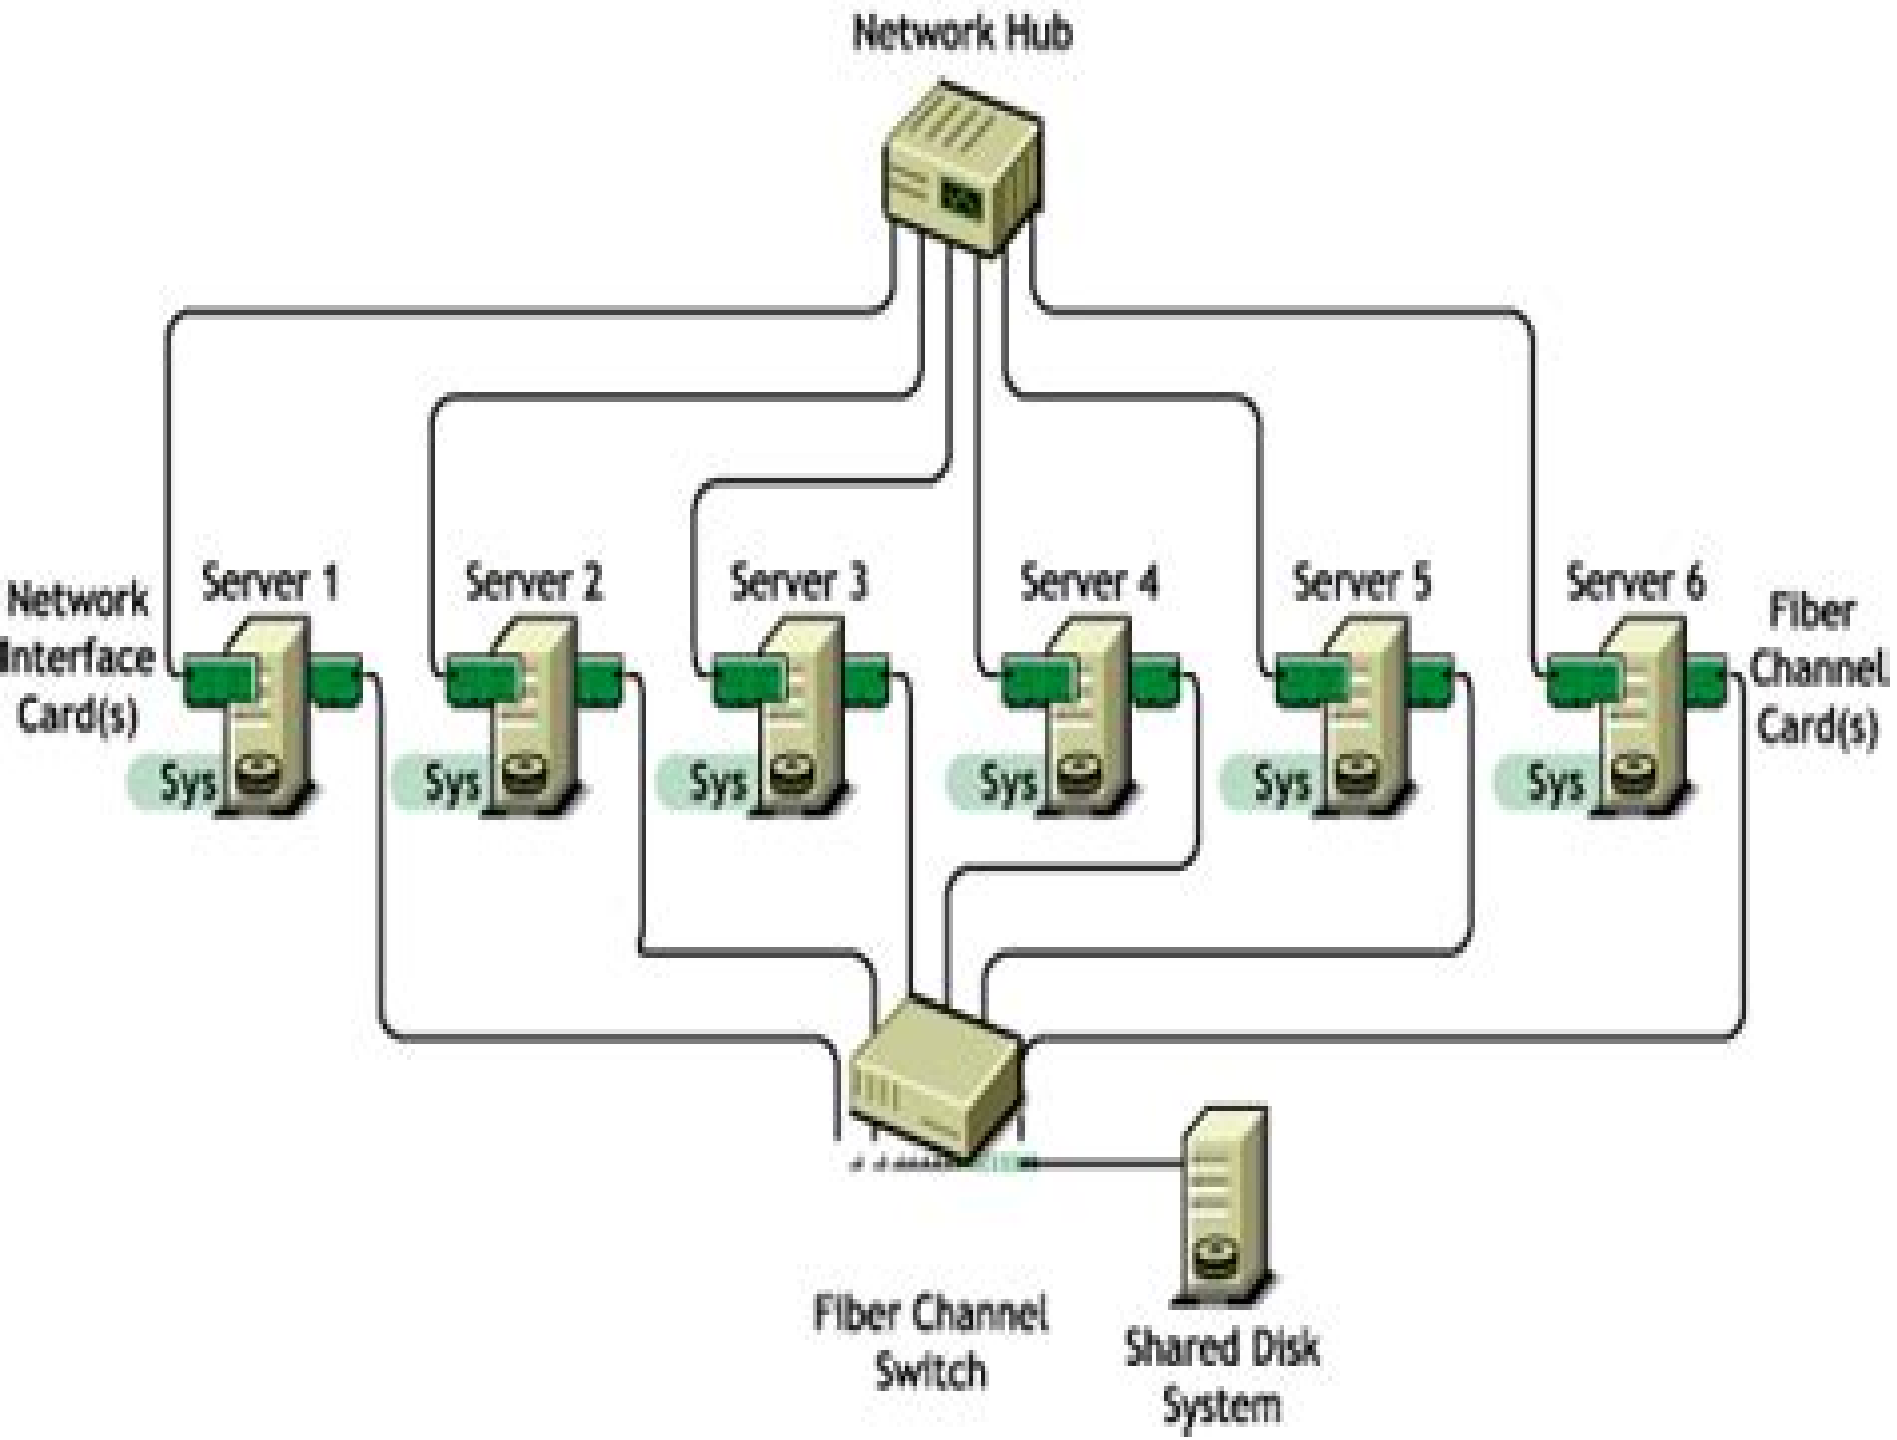 Network Hub
Server 1
Server 2
Server 3
Server 4
Server 5
Server 6
Network
Interface
Card(s)
Fiber
Channel
Card(s)
Sys
Sys
Sys
Sys
Sys
Sys
Fiber Channel
Switch
Shared Disk
System